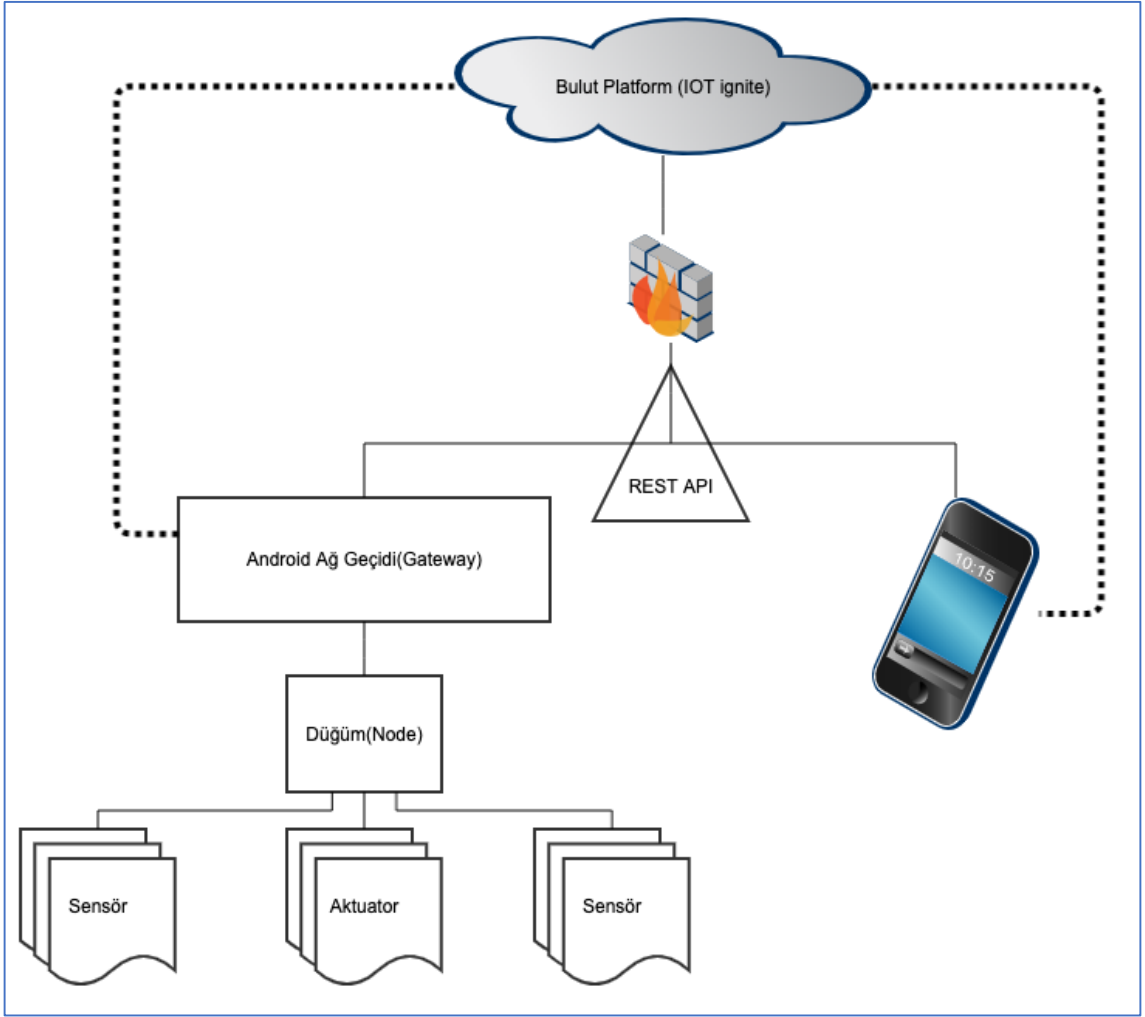 Bulut Platform (IOT ignite)
REST API
Android Ağ Geçidi(Gateway)
10:15
Düğüm(Node)
Sensör
Aktuator
Sensör